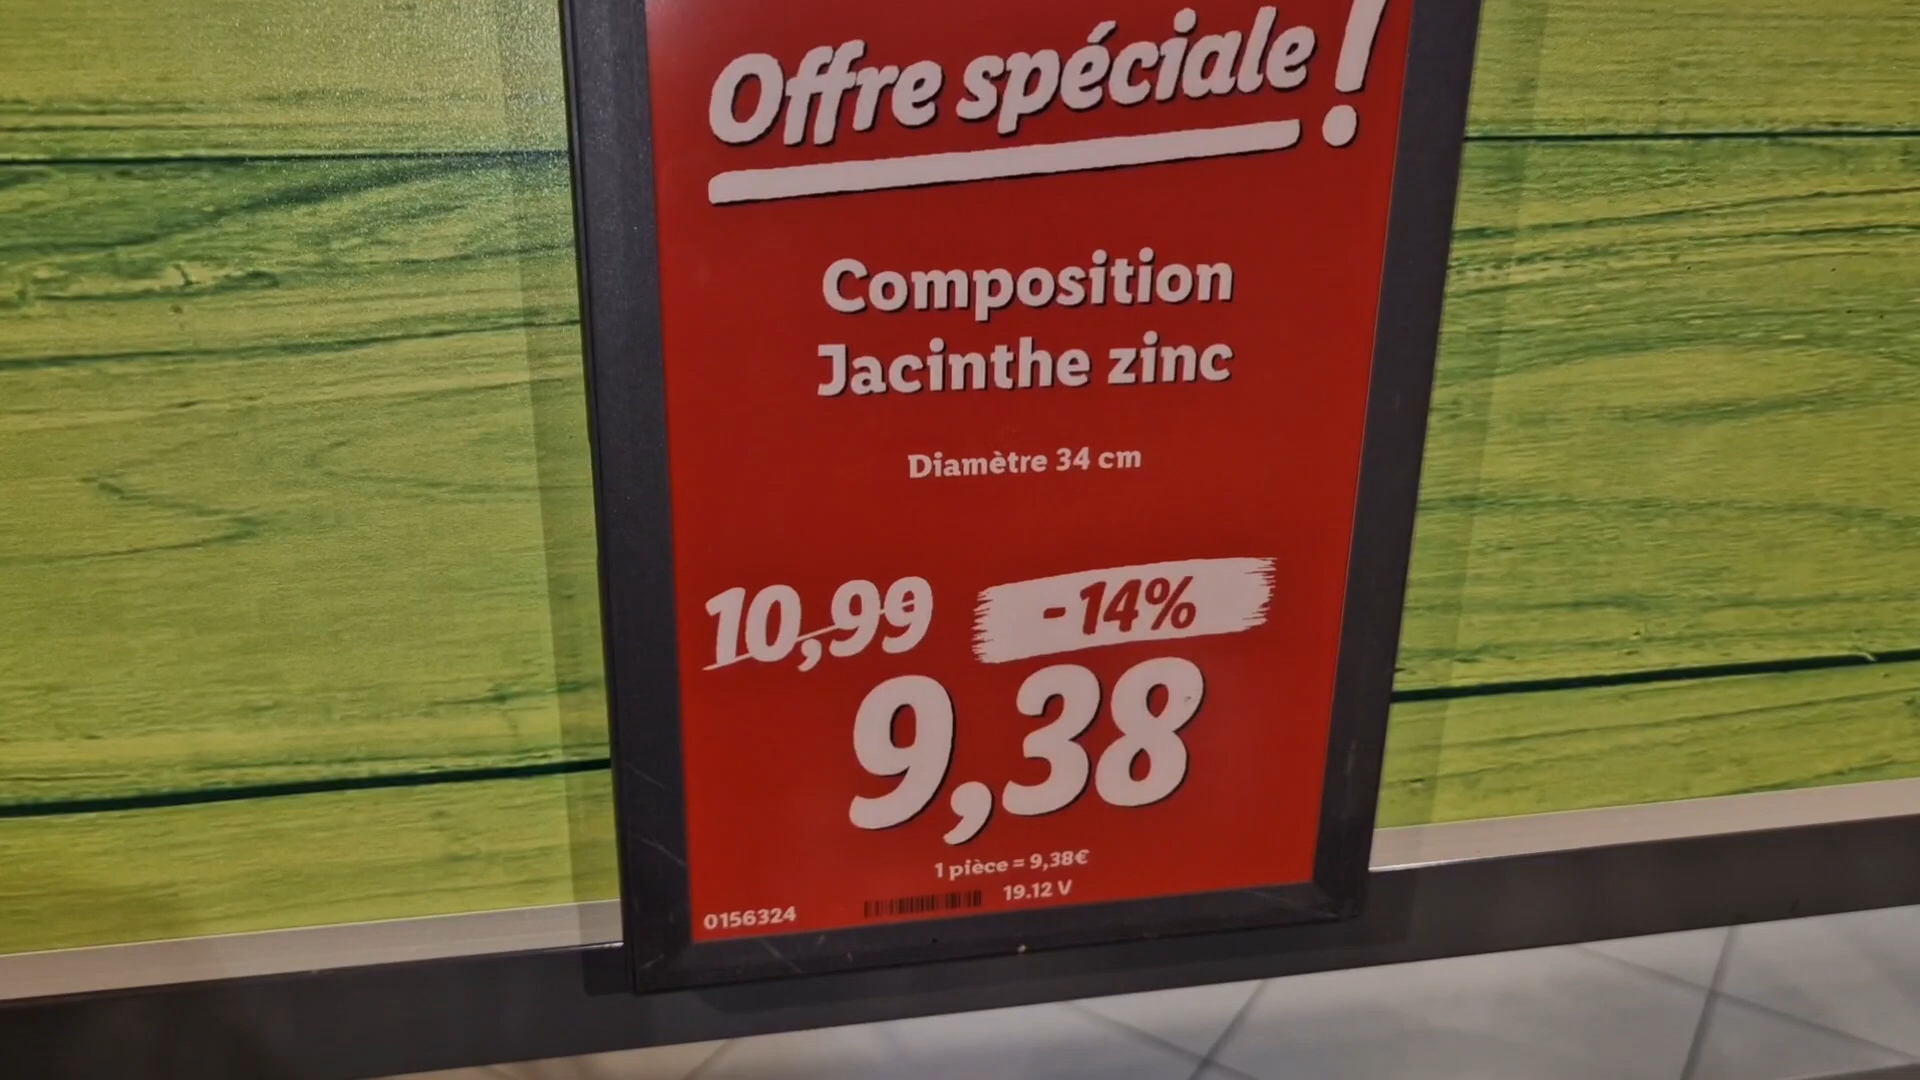 Offre spéciale !
Composition
Jacinthe zinc
Diamètre 34 cm
10,99 -14%
9,38
1 pièce = 9,38€
19.12 V
0156324